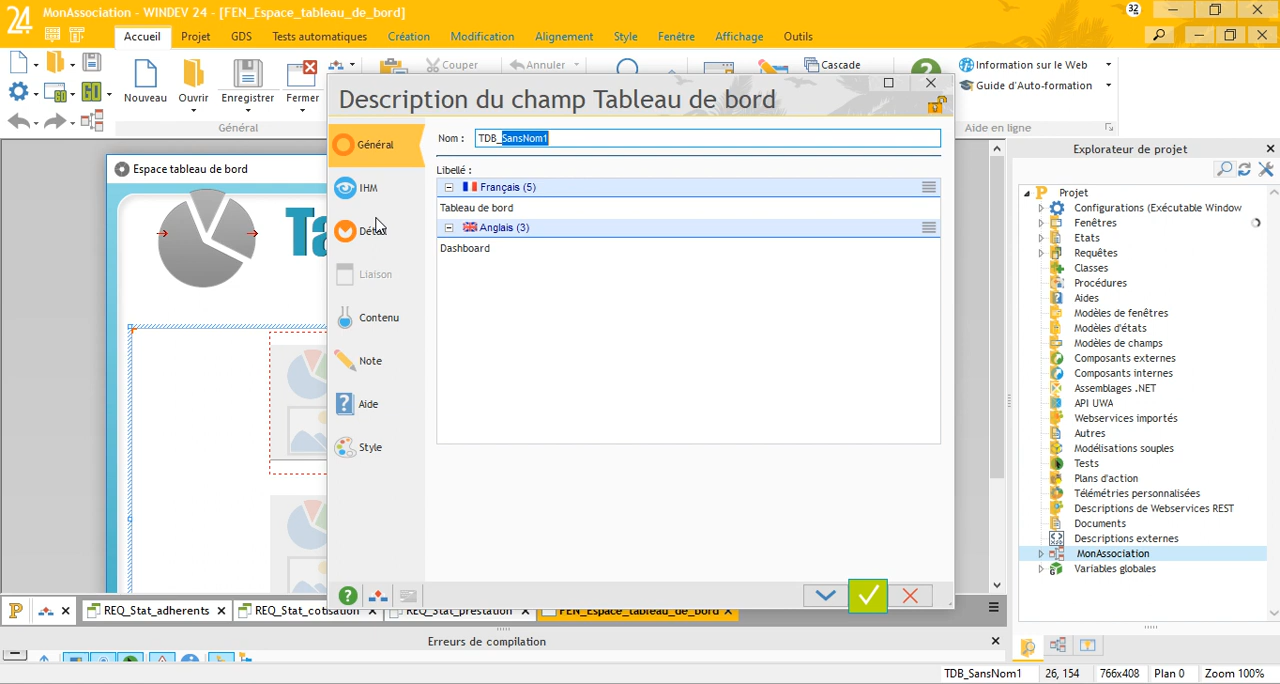 24 MonAssociation - WINDEV 24 - [FEN_Espace_tableau_de_bord]
32
Accueil Projet GDS Tests automatiques Création Modification Alignement Style Fenêtre Affichage Outils
Nouveau Ouvrir Enregistrer Fermer
Couper Annuler Cascade
Information sur le Web
Guide d'Auto-formation
Général
Aide en ligne
Description du champ Tableau de bord
Général
IHM
Détail
Liaison
Contenu
Note
Aide
Style
Nom : TDB_SansNom1
Libellé :
Français (5)
Tableau de bord
Anglais (3)
Dashboard
Espace tableau de bord
Ta
Explorateur de projet
Projet
Configurations (Exécutable Window
Fenêtres
Etats
Requêtes
Classes
Procédures
Aides
Modèles de fenêtres
Modèles d'états
Modèles de champs
Composants externes
Composants internes
Assemblages .NET
API UWA
Webservices importés
Autres
Modélisations souples
Tests
Plans d'action
Télémétries personnalisées
Descriptions de Webservices REST
Documents
Descriptions externes
MonAssociation
Variables globales
REQ_Stat_adherents REQ_Stat_cotisation REQ_Stat_prestation FEN_Espace_tableau_de_bord
Erreurs de compilation
TDB_SansNom1 26, 154 766x408 Plan 0 Zoom 100%